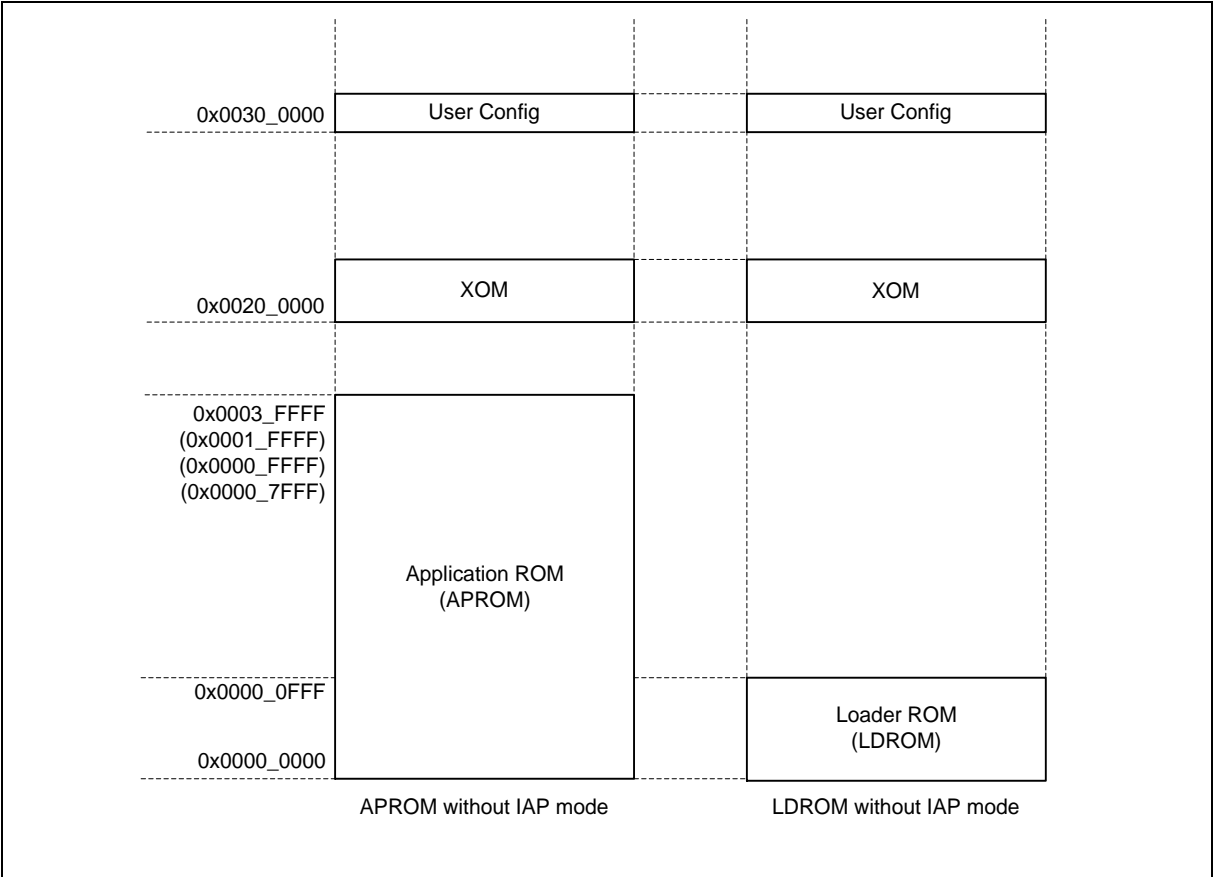 0x0030_0000
User Config
User Config
0x0020_0000
XOM
XOM
0x0003_FFFF
(0x0001_FFFF)
(0x0000_FFFF)
(0x0000_7FFF)
Application ROM
(APROM)
0x0000_0FFF
Loader ROM
(LDROM)
0x0000_0000
APROM without IAP mode
LDROM without IAP mode